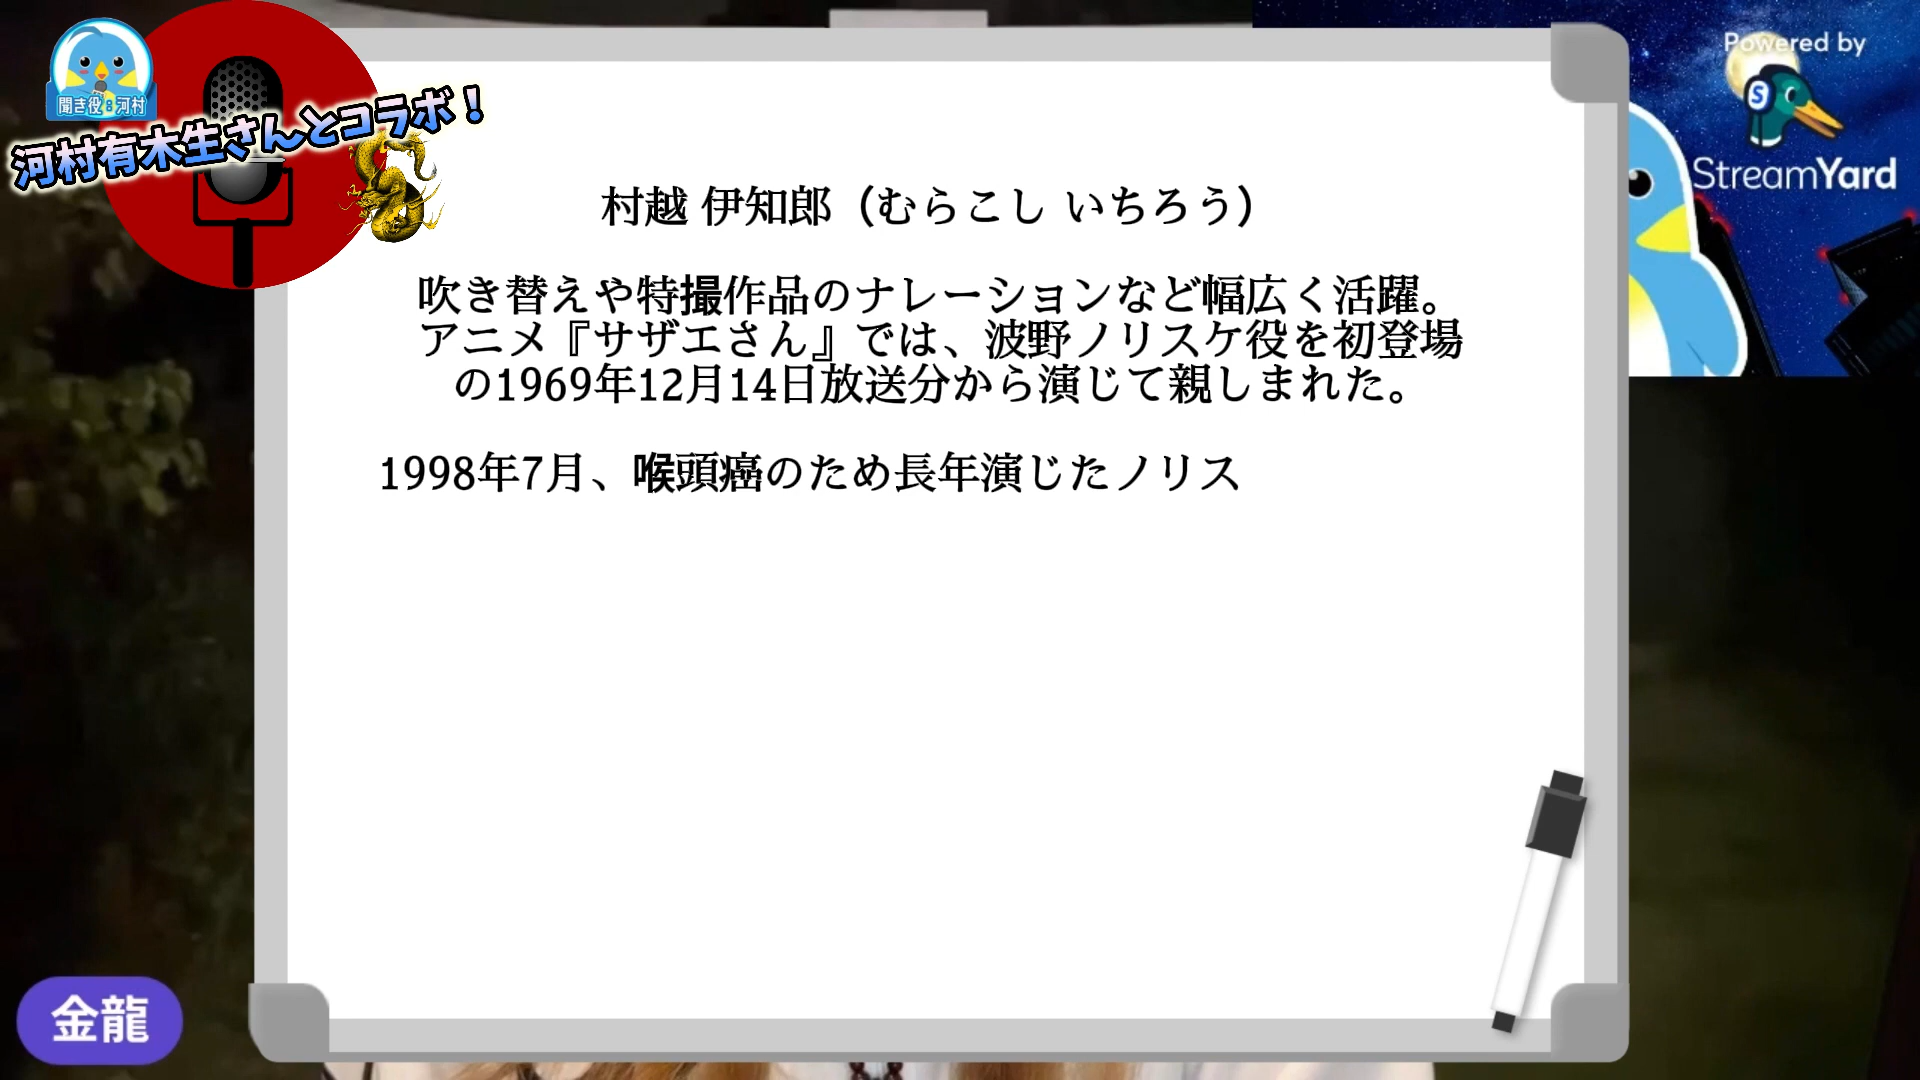 聞き役８河村
河村有木生さんとコラボ！
Powered by
StreamYard
村越 伊知郎（むらこし いちろう）
吹き替えや特撮作品のナレーションなど幅広く活躍。
アニメ『サザエさん』では、波野ノリスケ役を初登場
の1969年12月14日放送分から演じて親しまれた。
1998年7月、喉頭癌のため長年演じたノリス
金龍